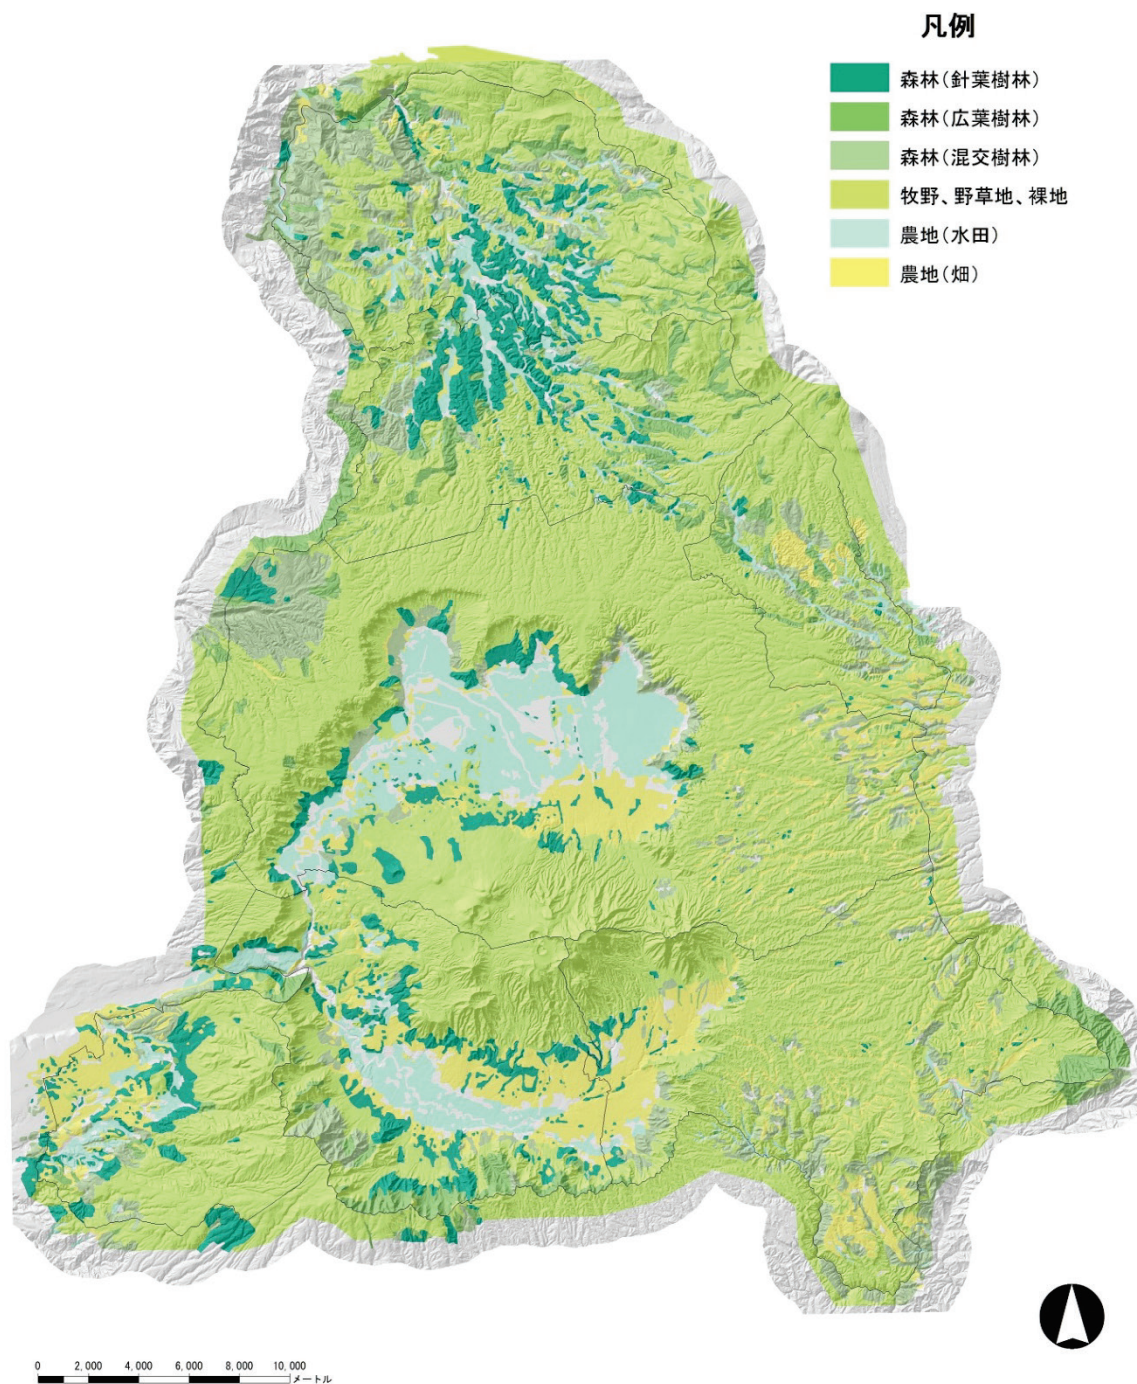 凡例
森林(針葉樹林)
森林(広葉樹林)
森林(混交樹林)
牧野、野草地、裸地
農地(水田)
農地(畑)
0 2,000 4,000 6,000 8,000 10,000
メートル